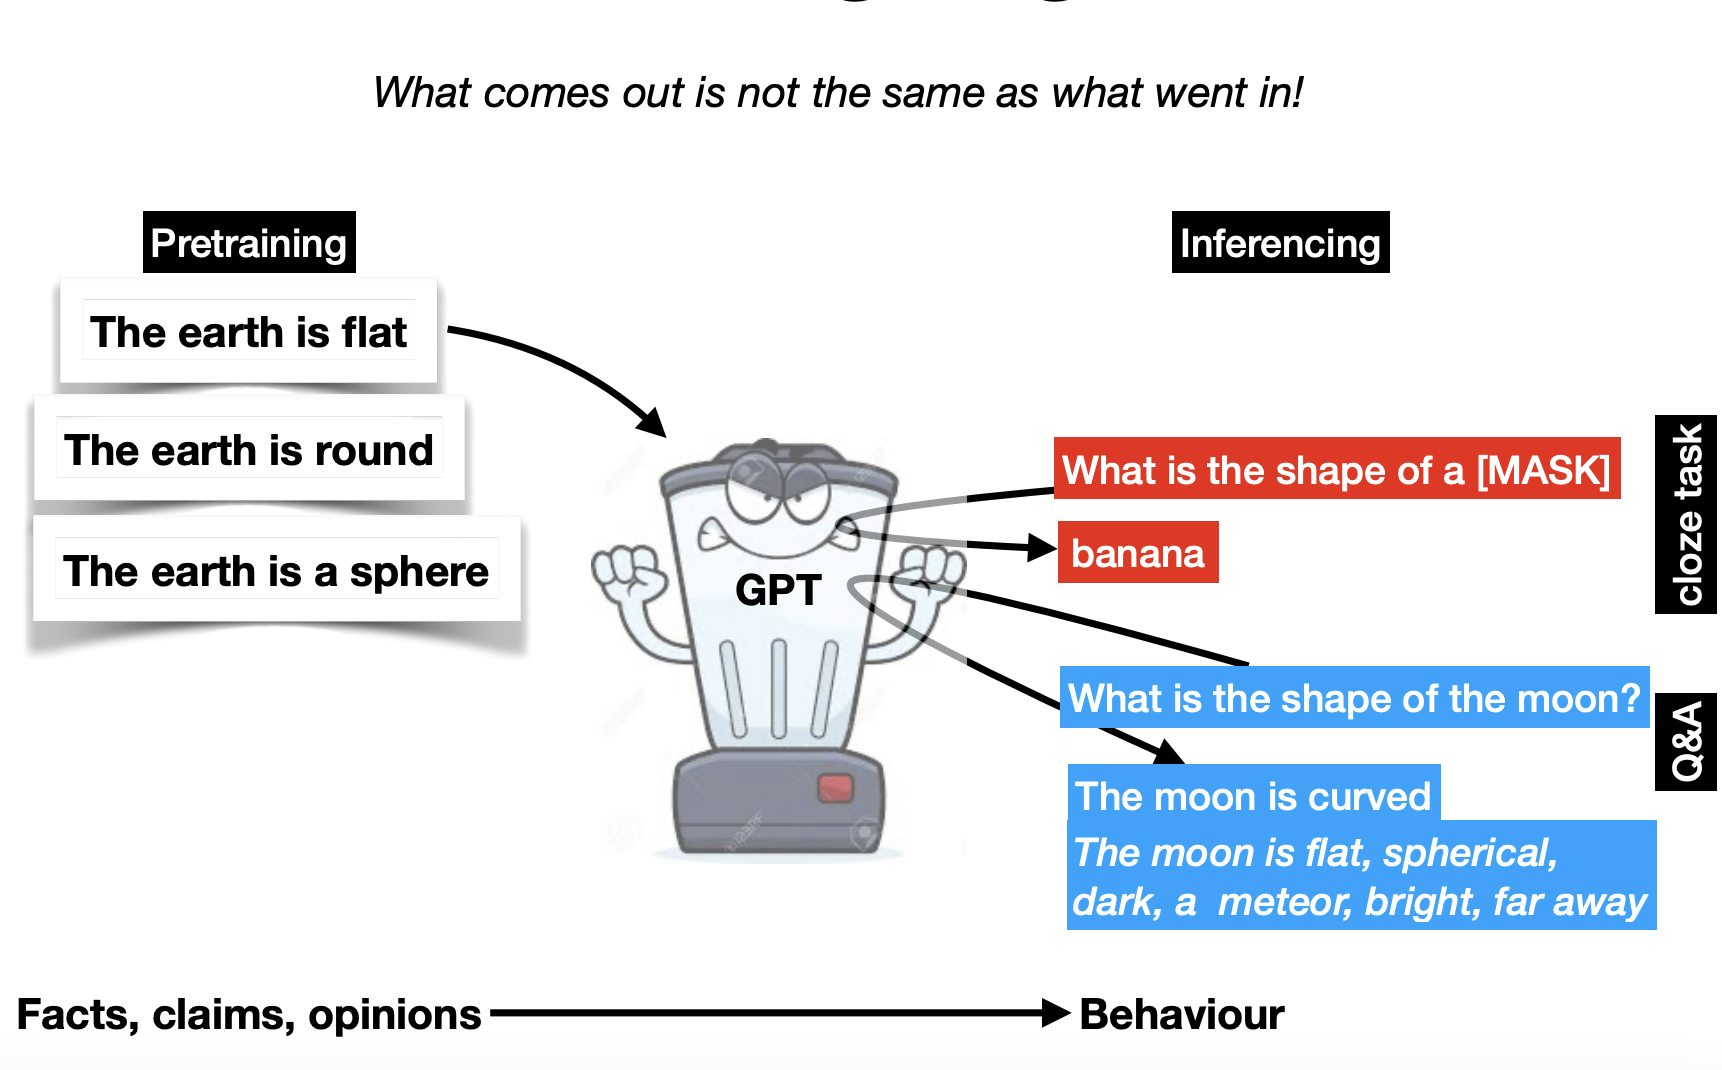 What comes out is not the same as what went in!
Pretraining
Inferencing
The earth is flat
The earth is round
The earth is a sphere
GPT
What is the shape of a [MASK]
banana
cloze task
What is the shape of the moon?
Q&A
The moon is curved
The moon is flat, spherical,
dark, a  meteor, bright, far away
Facts, claims, opinions
Behaviour